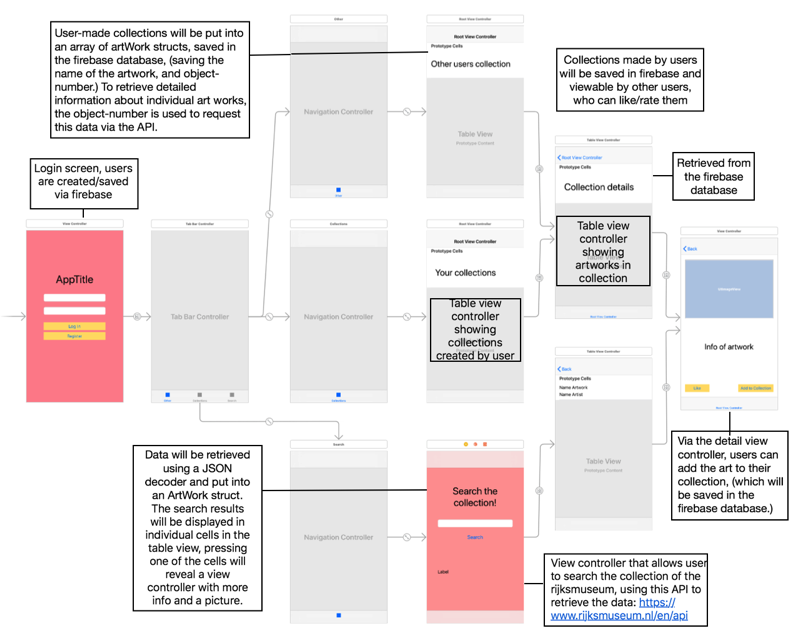 User-made collections will be put into
an array of artWork structs, saved in
the firebase database, (saving the
name of the artwork, and object-
number.) To retrieve detailed
information about individual art works,
the object-number is used to request
this data via the API.
Navigation Controller
Root View Controller
Prototype Cells
Other users collection
Table View
Prototype Content
Collections made by users
will be saved in firebase and
viewable by other users,
who can like/rate them
Login screen, users
are created/saved
via firebase
View Controller
AppTitle
Log In
Register
Tab Bar Controller
Tab Bar Controller
Collections
Navigation Controller
Root View Controller
Prototype Cells
Your collections
Table view
controller
showing
collections
created by user
Table View Controller
Root View Controller
Prototype Cells
Collection details
Table view
controller
showing
artworks in
collection
Retrieved from
the firebase
database
View Controller
Back
Info of artwork
Like
Add to Collection
Table View Controller
Back
Prototype Cells
Name Artwork
Name Artist
Table View
Prototype Content
Via the detail view
controller, users can
add the art to their
collection, (which will
be saved in the
firebase database.)
Data will be retrieved
using a JSON
decoder and put into
an ArtWork struct.
The search results
will be displayed in
individual cells in the
table view, pressing
one of the cells will
reveal a view
controller with more
info and a picture.
Search
Navigation Controller
Search the
collection!
Search
Label
View controller that allows user
to search the collection of the
rijksmuseum, using this API to
retrieve the data: https://
www.rijksmuseum.nl/en/api